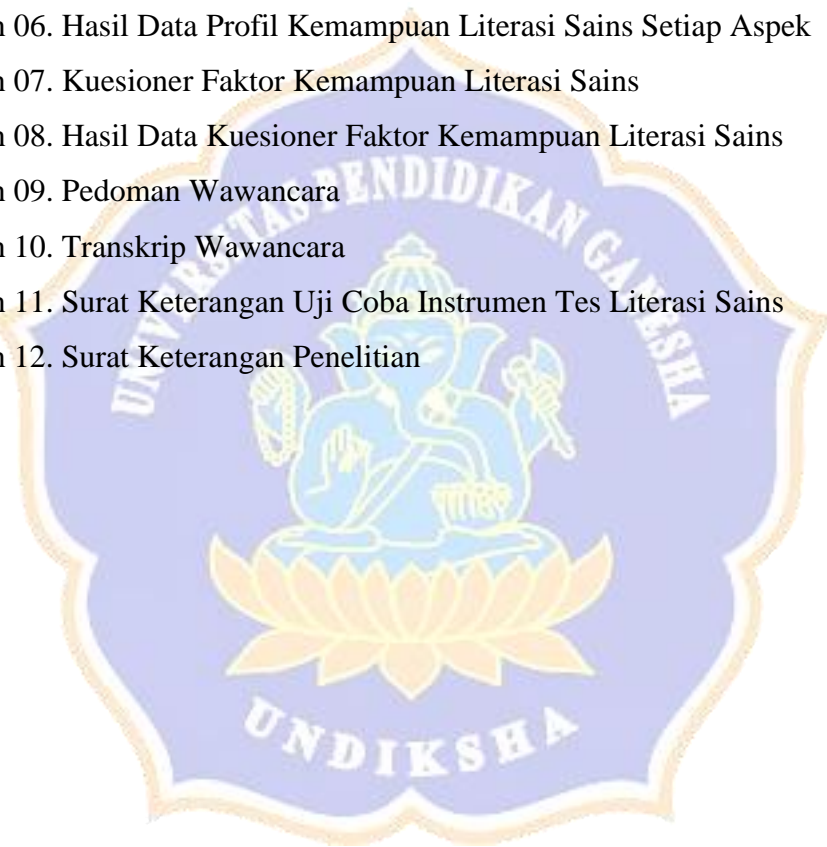 n 06. Hasil Data Profil Kemampuan Literasi Sains Setiap Aspek
n 07. Kuesioner Faktor Kemampuan Literasi Sains
n 08. Hasil Data Kuesioner Faktor Kemampuan Literasi Sains
n 09. Pedoman Wawancara
n 10. Transkrip Wawancara
n 11. Surat Keterangan Uji Coba Instrumen Tes Literasi Sains
n 12. Surat Keterangan Penelitian
UNIVERSITAS PENDIDIKAN GANESHA
UNDIKSHA